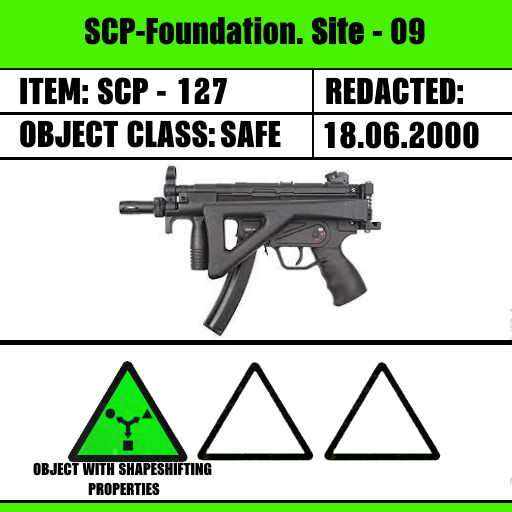 SCP-Foundation. Site - 09
ITEM: SCP - 127
REDACTED:
OBJECT CLASS: SAFE
18.06.2000
OBJECT WITH SHAPESHIFTING
PROPERTIES